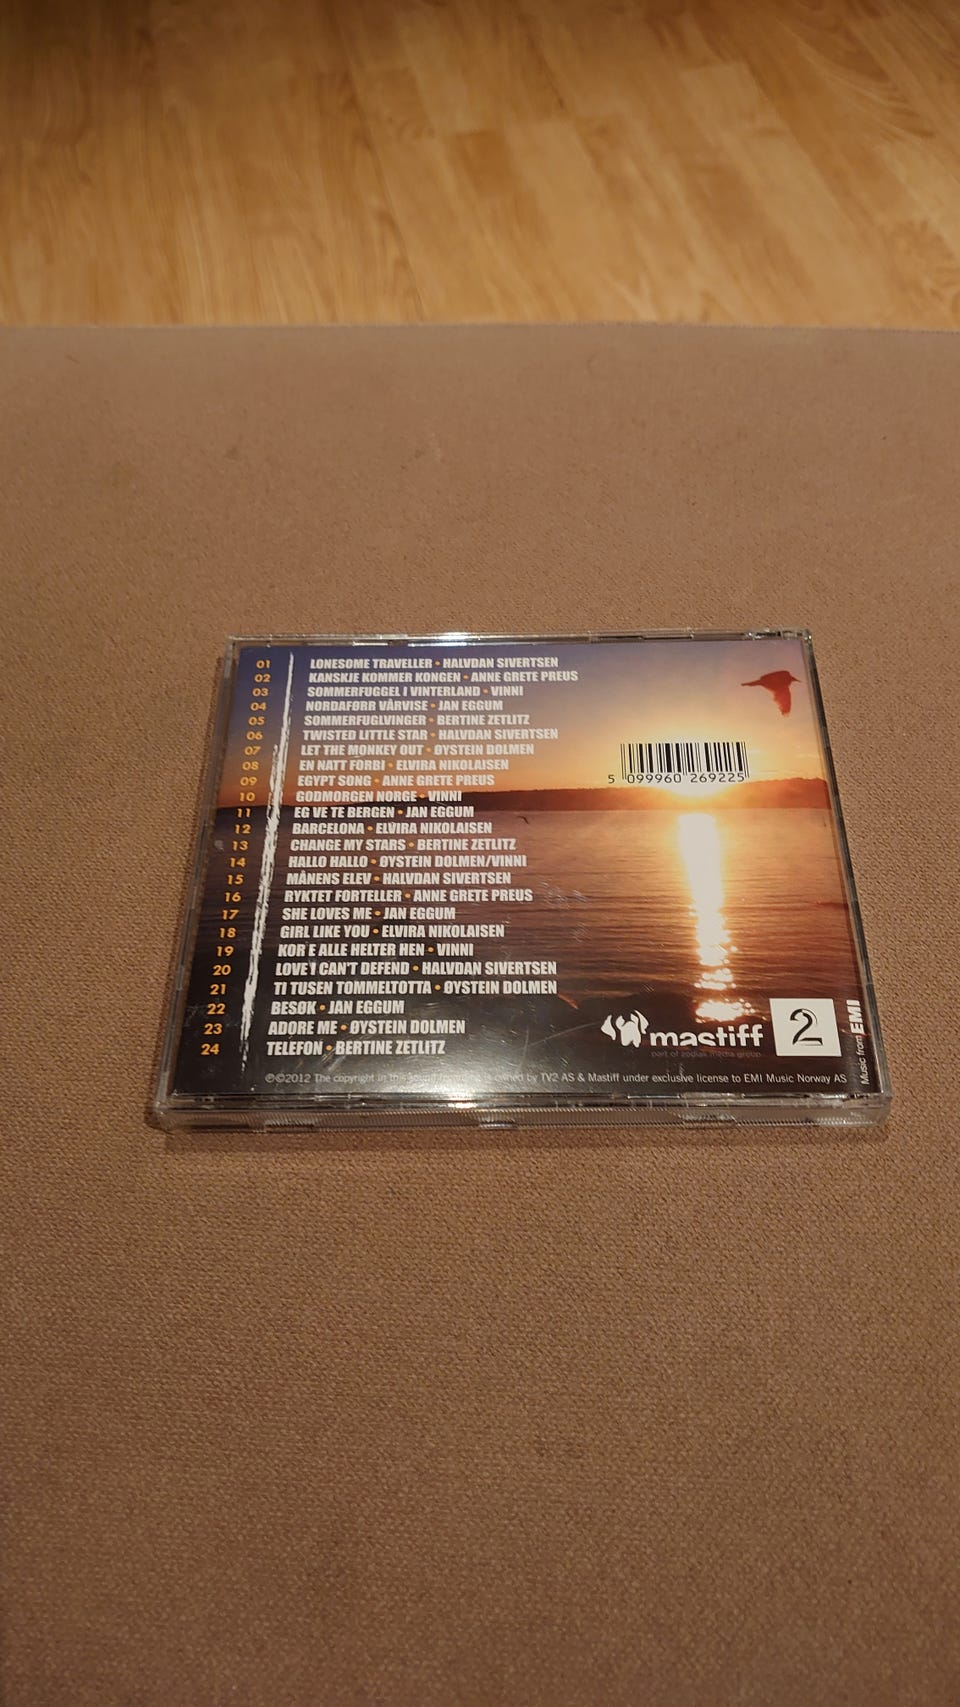 01 LONESOME TRAVELLER • HALVDAN SIVERTSEN
02 KANSKJE KOMMER KONGEN • ANNE GRETE PREUS
03 SOMMERFUGGEL I VINTERLAND • VINNI
04 NORDAFØRR VÅRVISE • JAN EGGUM
05 SOMMERFUGLVINGER • BERTINE ZETLITZ
06 TWISTED LITTLE STAR • HALVDAN SIVERTSEN
07 LET THE MONKEY OUT • ØYSTEIN DOLMEN
08 EN NATT FORBI • ELVIRA NIKOLAISEN
09 EGYPT SONG • ANNE GRETE PREUS
10 GODMORGEN NORGE • VINNI
11 EG VE TE BERGEN • JAN EGGUM
12 BARCELONA • ELVIRA NIKOLAISEN
13 CHANGE MY STARS • BERTINE ZETLITZ
14 HALLO HALLO • ØYSTEIN DOLMEN/VINNI
15 MÅNENS ELEV • HALVDAN SIVERTSEN
16 RYKTET FORTELLER • ANNE GRETE PREUS
17 SHE LOVES ME • JAN EGGUM
18 GIRL LIKE YOU • ELVIRA NIKOLAISEN
19 KOR E ALLE HELTER HEN • VINNI
20 LOVE I CAN'T DEFEND • HALVDAN SIVERTSEN
21 TI TUSEN TOMMELTOTTA • ØYSTEIN DOLMEN
22 BESØK • JAN EGGUM
23 ADORE ME • ØYSTEIN DOLMEN
24 TELEFON • BERTINE ZETLITZ
5 099960 269225
mastiff
part of zodiak media group
2
Music from EMI
℗©2012 The copyright in this sound is owned by TV2 AS & Mastiff under exclusive license to EMI Music Norway AS